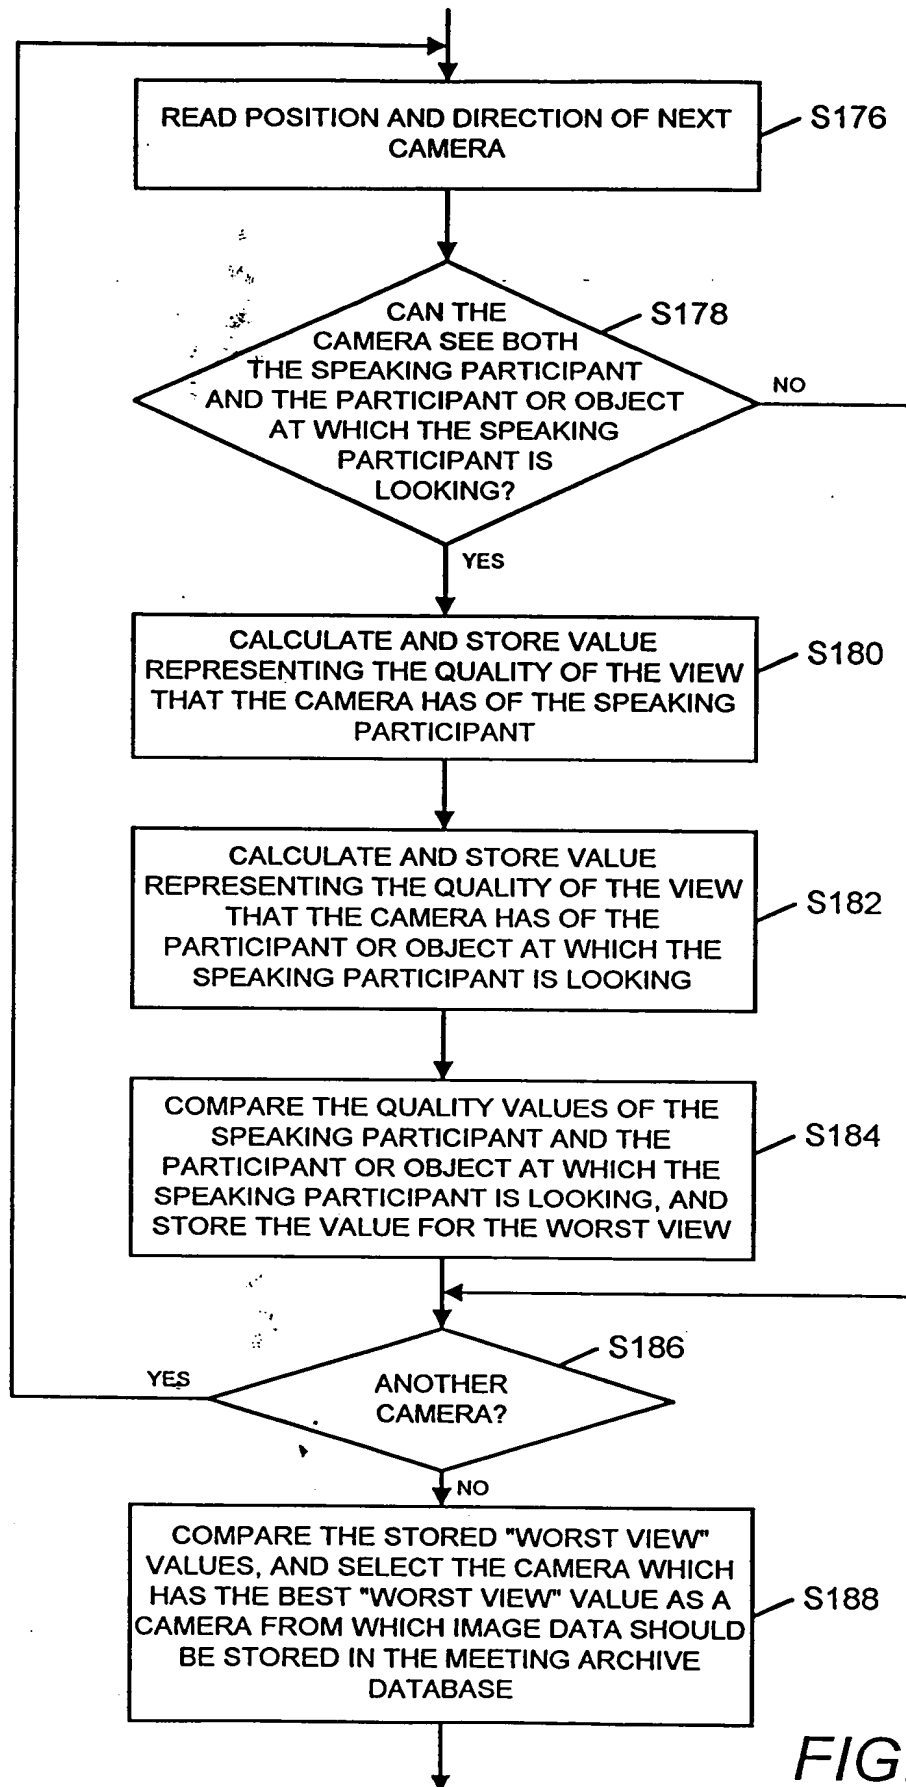 READ POSITION AND DIRECTION OF NEXT
CAMERA
S176
CAN THE
CAMERA SEE BOTH
THE SPEAKING PARTICIPANT
AND THE PARTICIPANT OR OBJECT
AT WHICH THE SPEAKING
PARTICIPANT IS
LOOKING?
S178
NO
YES
CALCULATE AND STORE VALUE
REPRESENTING THE QUALITY OF THE VIEW
THAT THE CAMERA HAS OF THE SPEAKING
PARTICIPANT
S180
CALCULATE AND STORE VALUE
REPRESENTING THE QUALITY OF THE VIEW
THAT THE CAMERA HAS OF THE
PARTICIPANT OR OBJECT AT WHICH THE
SPEAKING PARTICIPANT IS LOOKING
S182
COMPARE THE QUALITY VALUES OF THE
SPEAKING PARTICIPANT AND THE
PARTICIPANT OR OBJECT AT WHICH THE
SPEAKING PARTICIPANT IS LOOKING, AND
STORE THE VALUE FOR THE WORST VIEW
S184
YES
ANOTHER
CAMERA?
S186
NO
COMPARE THE STORED "WORST VIEW"
VALUES, AND SELECT THE CAMERA WHICH
HAS THE BEST "WORST VIEW" VALUE AS A
CAMERA FROM WHICH IMAGE DATA SHOULD
BE STORED IN THE MEETING ARCHIVE
DATABASE
S188
FIG.